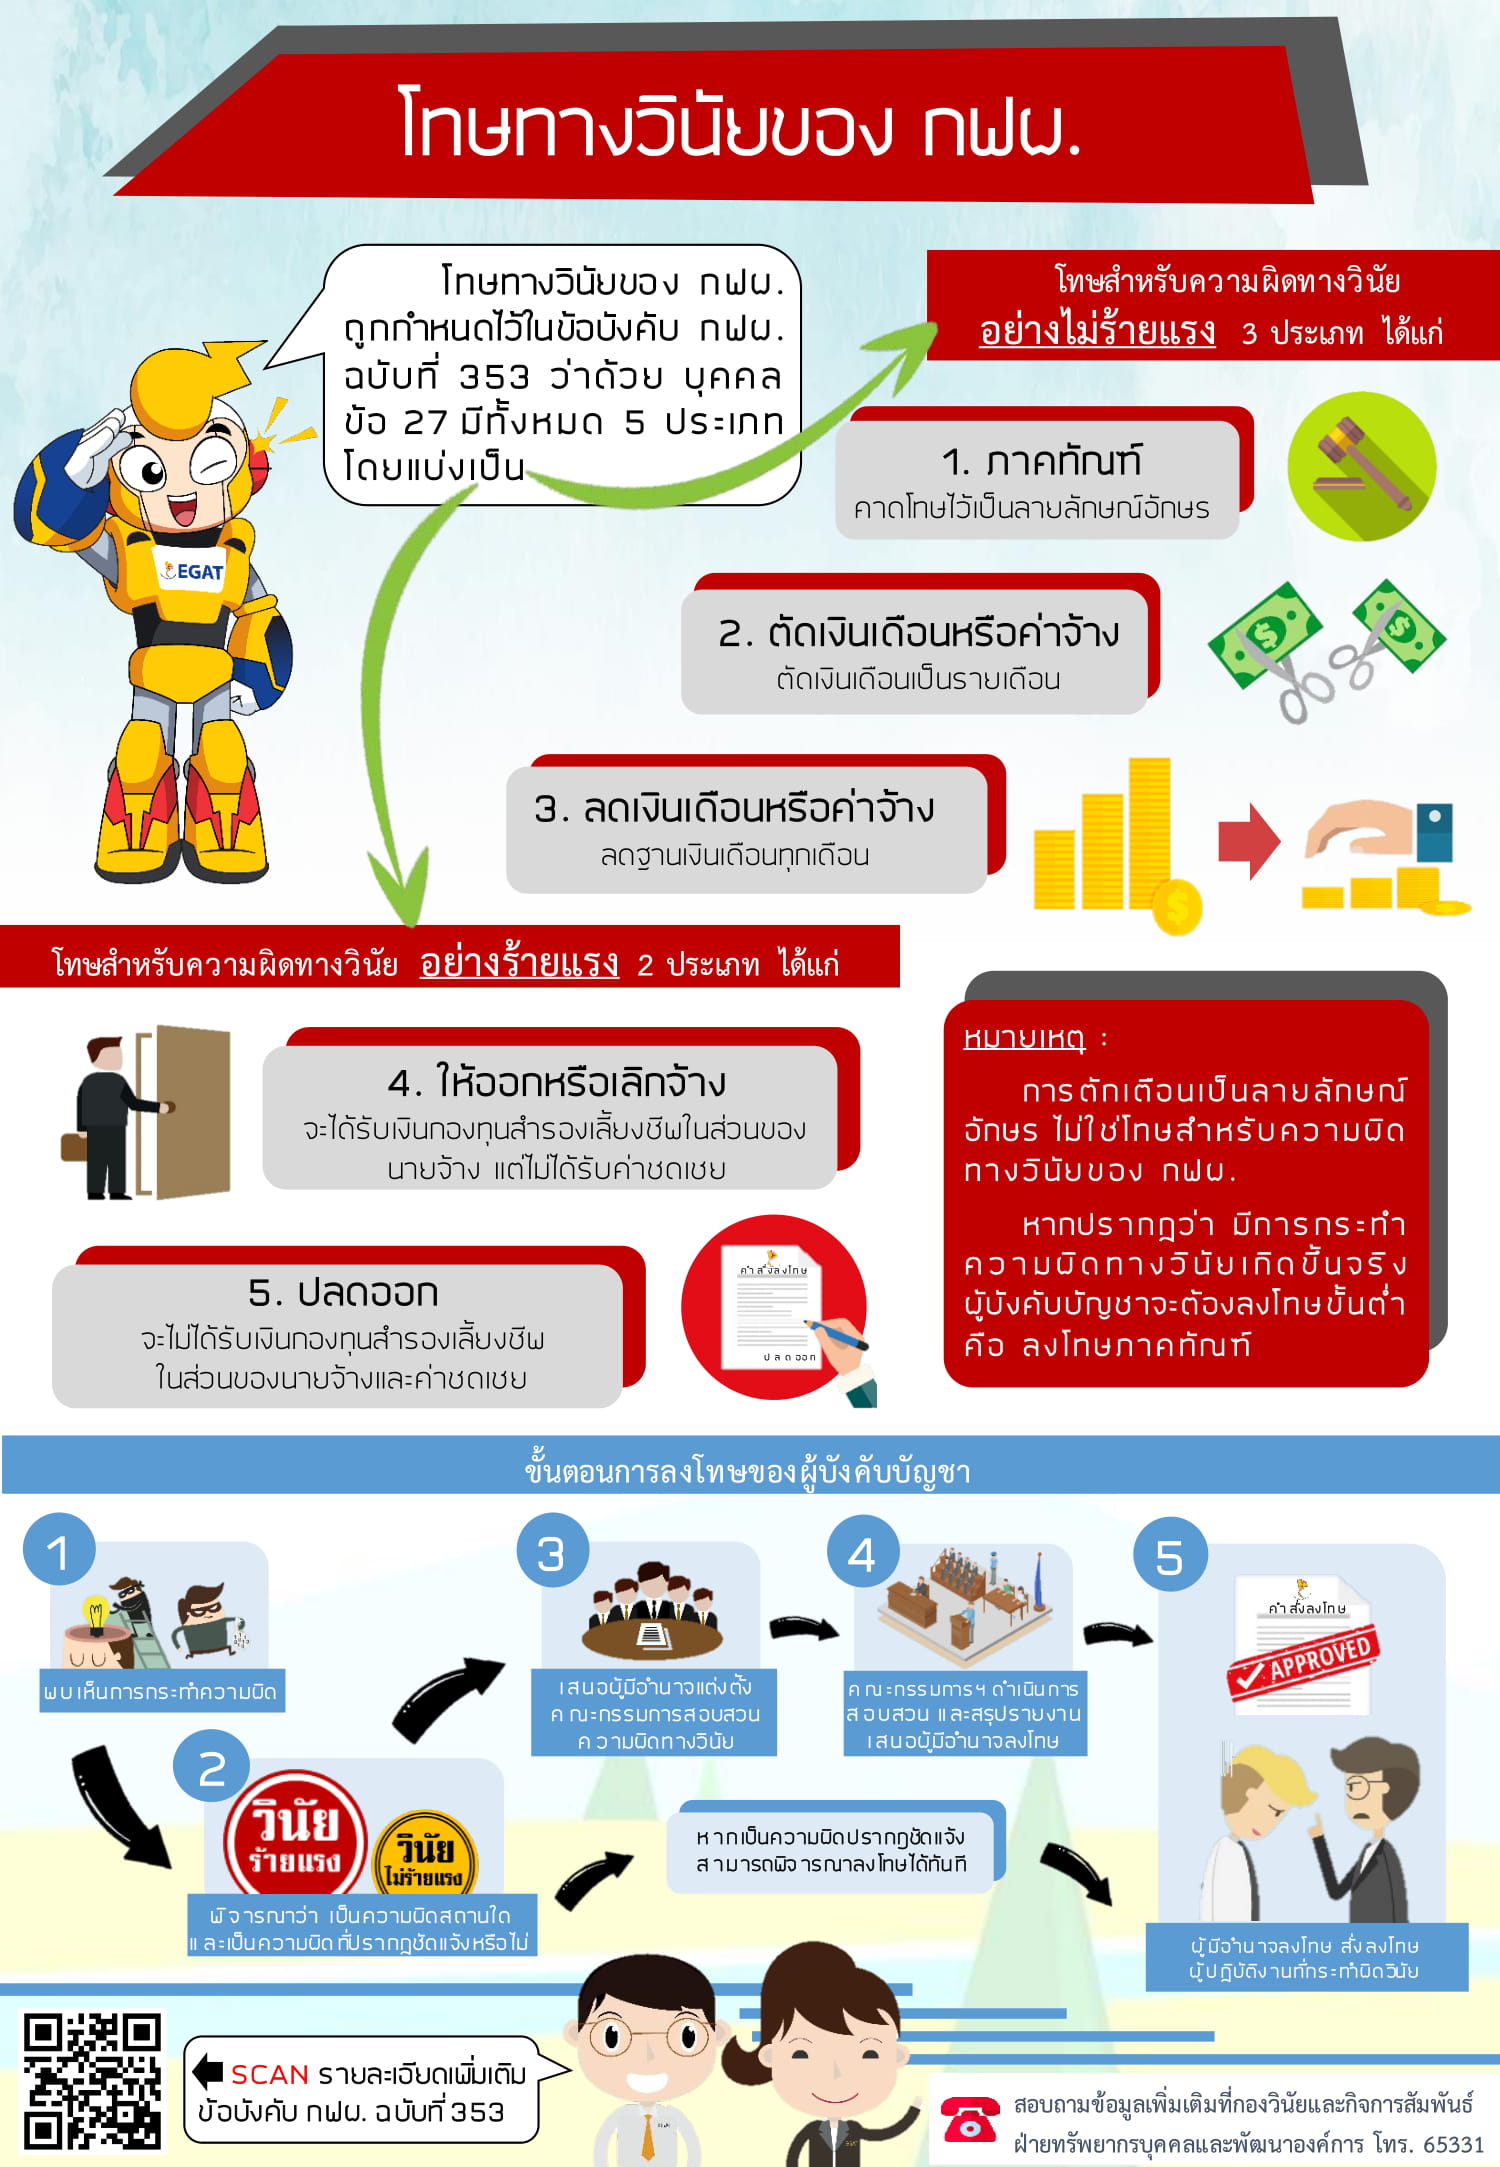 โทษทางวินัยของ กฟผ.
โทษทางวินัยของ กฟผ.
ถูกกำหนดไว้ในข้อบังคับ กฟผ.
ฉบับที่ 353 ว่าด้วย บุคคล
ข้อ 27 มีทั้งหมด 5 ประเภท
โดยแบ่งเป็น
EGAT
โทษสำหรับความผิดทางวินัย
อย่างไม่ร้ายแรง 3 ประเภท ได้แก่
1. ภาคทัณฑ์
คาดโทษไว้เป็นลายลักษณ์อักษร
2. ตัดเงินเดือนหรือค่าจ้าง
ตัดเงินเดือนเป็นรายเดือน
3. ลดเงินเดือนหรือค่าจ้าง
ลดฐานเงินเดือนทุกเดือน
โทษสำหรับความผิดทางวินัย อย่างร้ายแรง 2 ประเภท ได้แก่
4. ให้ออกหรือเลิกจ้าง
จะได้รับเงินกองทุนสำรองเลี้ยงชีพในส่วนของ
นายจ้าง แต่ไม่ได้รับค่าชดเชย
5. ปลดออก
จะไม่ได้รับเงินกองทุนสำรองเลี้ยงชีพ
ในส่วนของนายจ้างและค่าชดเชย
คำสั่งลงโทษ
ปลดออก
หมายเหตุ :
การตักเตือนเป็นลายลักษณ์
อักษร ไม่ใช่โทษสำหรับความผิด
ทางวินัยของ กฟผ.
หากปรากฎว่า มีการกระทำ
ความผิดทางวินัยเกิดขึ้นจริง
ผู้บังคับบัญชาจะต้องลงโทษขั้นต่ำ
คือ ลงโทษภาคทัณฑ์
ขั้นตอนการลงโทษของผู้บังคับบัญชา
1
พบเห็นการกระทำความผิด
2
วินัย
ร้ายแรง
วินัย
ไม่ร้ายแรง
พิจารณาว่า เป็นความผิดสถานใด
และเป็นความผิดที่ปรากฎชัดแจ้งหรือไม่
3
เสนอผู้มีอำนาจแต่งตั้ง
คณะกรรมการสอบสวน
ความผิดทางวินัย
4
คณะกรรมการฯ ดำเนินการ
สอบสวน และสรุปรายงาน
เสนอผู้มีอำนาจลงโทษ
หากเป็นความผิดปรากฎชัดแจ้ง
สามารถพิจารณาลงโทษได้ทันที
5
คำสั่งลงโทษ
APPROVED
ผู้มีอำนาจลงโทษ สั่งลงโทษ
ผู้ปฏิบัติงานที่กระทำผิดวินัย
SCAN รายละเอียดเพิ่มเติม
ข้อบังคับ กฟผ. ฉบับที่ 353
สอบถามข้อมูลเพิ่มเติมที่กองวินัยและกิจการสัมพันธ์
ฝ่ายทรัพยากรบุคคลและพัฒนาองค์การ โทร. 65331